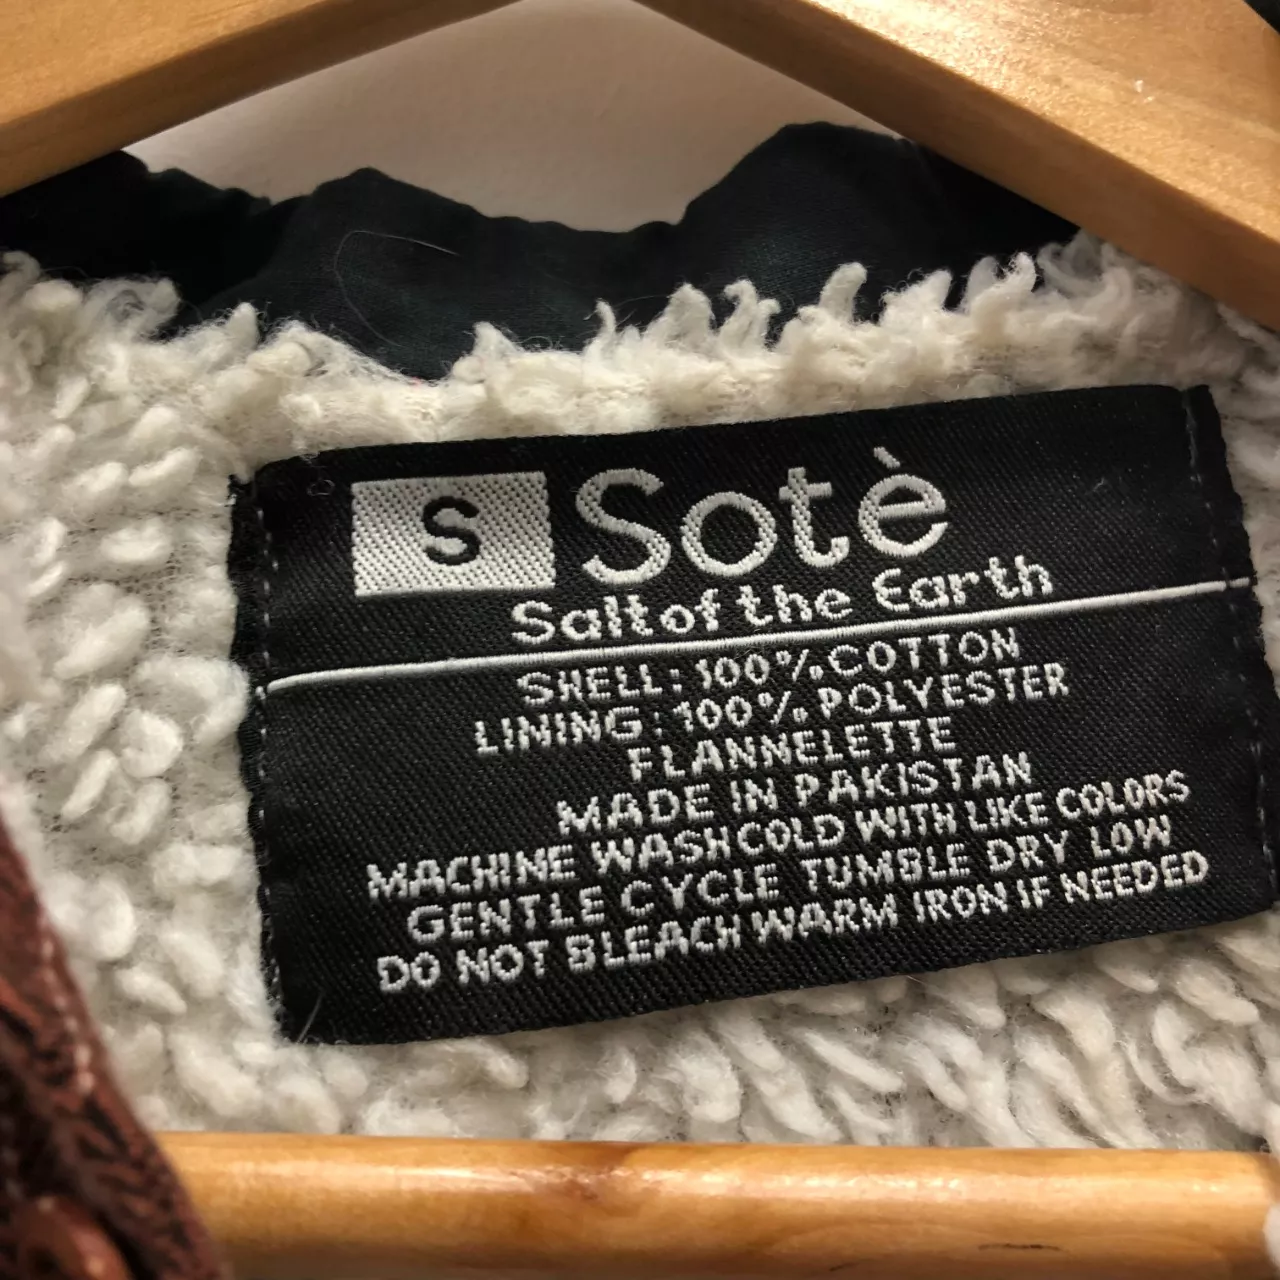 S Sotè
Salt of the Earth
SHELL: 100% COTTON
LINING: 100% POLYESTER
FLANNELETTE
MADE IN PAKISTAN
MACHINE WASH COLD WITH LIKE COLORS
GENTLE CYCLE TUMBLE DRY LOW
DO NOT BLEACH WARM IRON IF NEEDED